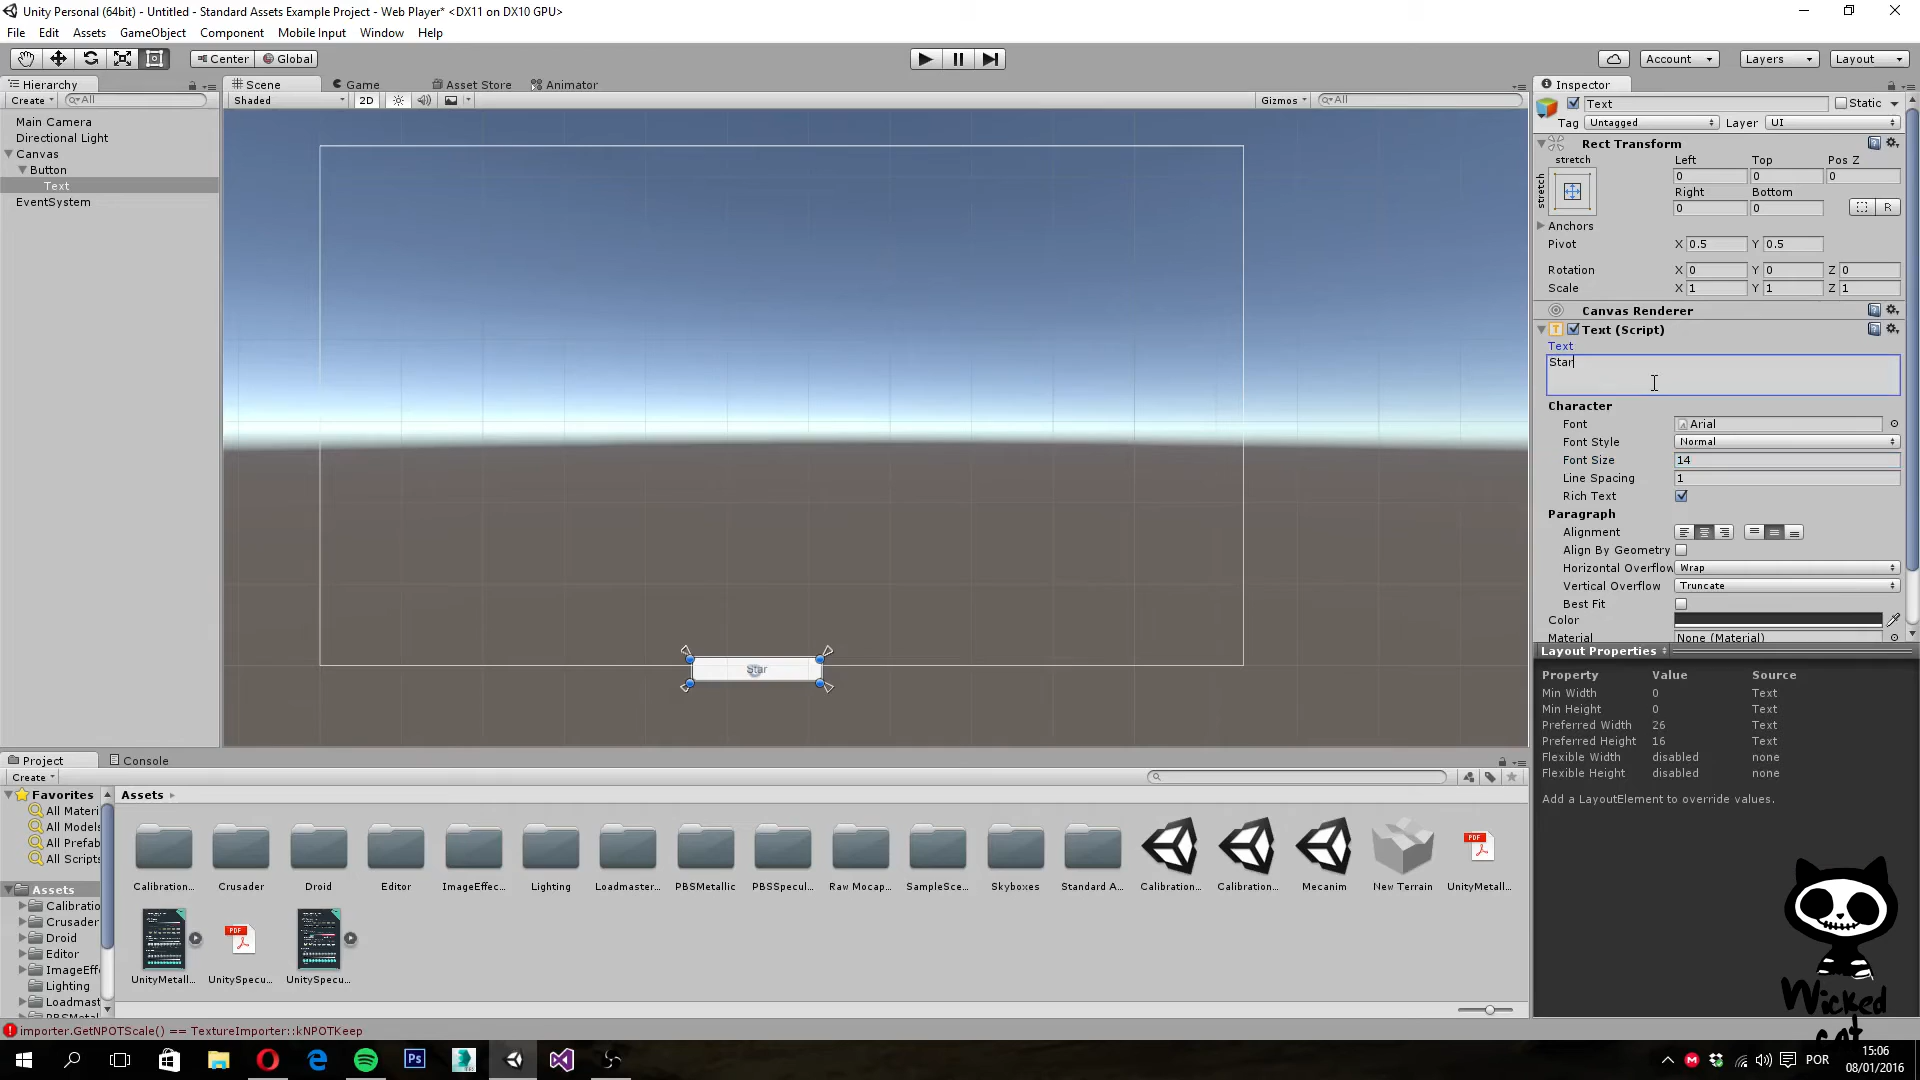 Unity Personal (64bit) - Untitled - Standard Assets Example Project - Web Player* <DX11 on DX10 GPU>
File Edit Assets GameObject Component Mobile Input Window Help
Center Global
Account Layers Layout
Hierarchy
Create All
Main Camera
Directional Light
Canvas
Button
Text
EventSystem
Scene Game Asset Store Animator
Shaded 2D Gizmos All
Star
Inspector
Text Static
Tag Untagged Layer UI
Rect Transform
stretch Left Top Pos Z
stretch
0 0 0
Right Bottom
0 0 R
Anchors
Pivot X 0.5 Y 0.5
Rotation X 0 Y 0 Z 0
Scale X 1 Y 1 Z 1
Canvas Renderer
Text (Script)
Text
Star
Character
Font Arial
Font Style Normal
Font Size 14
Line Spacing 1
Rich Text
Paragraph
Alignment
Align By Geometry
Horizontal Overflow Wrap
Vertical Overflow Truncate
Best Fit
Color
Material None (Material)
Layout Properties
Property Value Source
Min Width 0 Text
Min Height 0 Text
Preferred Width 26 Text
Preferred Height 16 Text
Flexible Width disabled none
Flexible Height disabled none
Add a LayoutElement to override values.
Project Console
Create
Favorites
All Materi
All Models
All Prefab
All Scripts
Assets
Calibratio
Crusader
Droid
Editor
ImageEff
Lighting
Loadmast
PBSMetal
Assets
Calibration... Crusader Droid Editor ImageEffec... Lighting Loadmaster... PBSMetallic PBSSpecul... Raw Mocap... SampleSce... Skyboxes Standard A... Calibration... Calibration... Mecanim New Terrain UnityMetall...
PDF
UnityMetall... UnitySpecu... UnitySpecu...
PDF
importer.GetNPOTScale() == TextureImporter::kNPOTKeep
Wicked
cat
Ps
POR
15:06
08/01/2016